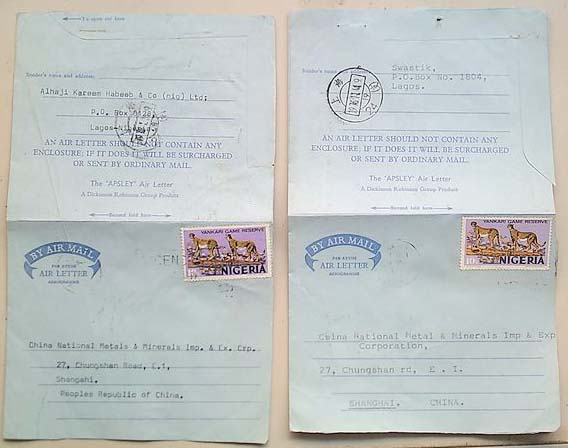 To open cut here
Sender's name and address:
Alhaji Kareem Habeeb & Co (nig) Ltd:
P.O. Box
Lagos-
AN AIR LETTER SHOULD NOT CONTAIN ANY
ENCLOSURE; IF IT DOES IT WILL BE SURCHARGED
OR SENT BY ORDINARY MAIL.
The "APSLEY" Air Letter
A Dickinson Robinson Group Product
Second fold here
BY AIR MAIL
PAR AVION
AIR LETTER
AEROGRAMME
YANKARI GAME RESERVE
NIGERIA
China National Metals & Minerals Imp. & Ex. Crp.
27, Chungshan Road, E.1,
Shangahi.
Peoples Republic of China.
Sender's name and address:
Swastik,
P.O.Box No. 1804,
Lagos.
上海
AN AIR LETTER SHOULD NOT CONTAIN ANY
ENCLOSURE; IF IT DOES IT WILL BE SURCHARGED
OR SENT BY ORDINARY MAIL.
The "APSLEY" Air Letter
A Dickinson Robinson Group Product
Second fold here
BY AIR MAIL
PAR AVION
AIR LETTER
AEROGRAMME
YANKARI GAME RESERVE
NIGERIA
China National Metal & Minerals Imp & Exp
Corporation,
27, Chungshan rd, E . I.
SHANGHAI. CHINA.